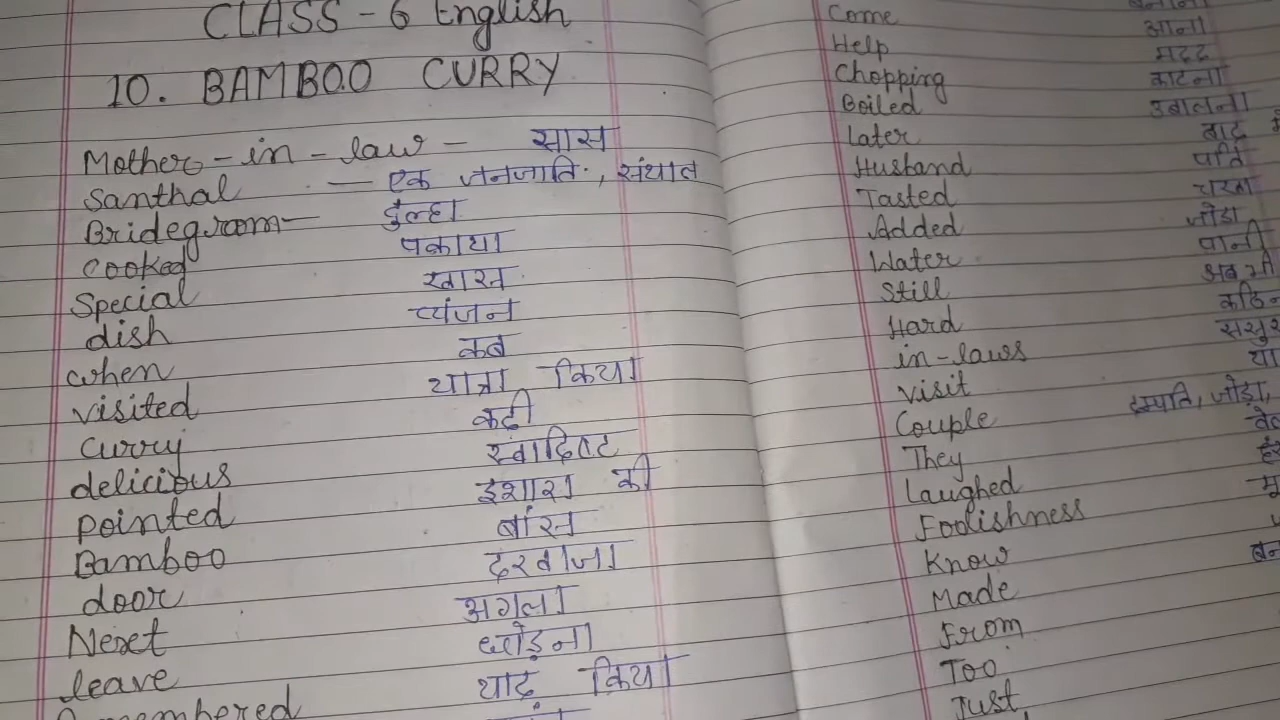 CLASS - 6 English
10. BAMBOO CURRY
Mother-in-law - सास
Santhal — एक जनजाति, संथाल
Bridegroom — दुल्हा
Cooked पकाया
Special खास
dish व्यंजन
when कब
visited यात्रा किया
Curry कढ़ी
delicious स्वादिष्ट
pointed इशारा की
Bamboo बांस
door दरवाजा
Next अगला
leave छोड़ना
याद किया
Come आना
Help मदद
Chopping काटना
Boiled उबालना
Later बाद
Husband पति
Tasted चखा
Added जोडा
Water पानी
Still अब भी
Hard
in-laws
visit
Couple दम्पति, जोड़ा,
They
Laughed
Foolishness
Know
Made
From
Too
Just